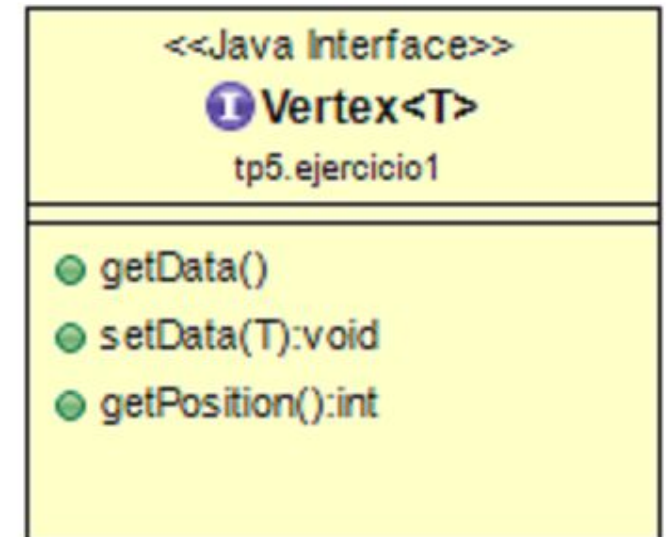 <<Java Interface>>
I Vertex<T>
tp5.ejercicio1
getData()
setData(T):void
getPosition():int